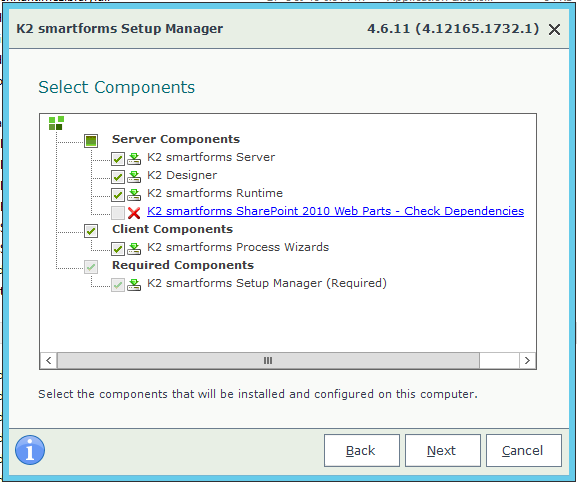 K2 smartforms Setup Manager 4.6.11 (4.12165.1732.1)
Select Components
Server Components
K2 smartforms Server
K2 Designer
K2 smartforms Runtime
K2 smartforms SharePoint 2010 Web Parts - Check Dependencies
Client Components
K2 smartforms Process Wizards
Required Components
K2 smartforms Setup Manager (Required)
Select the components that will be installed and configured on this computer.
Back Next Cancel